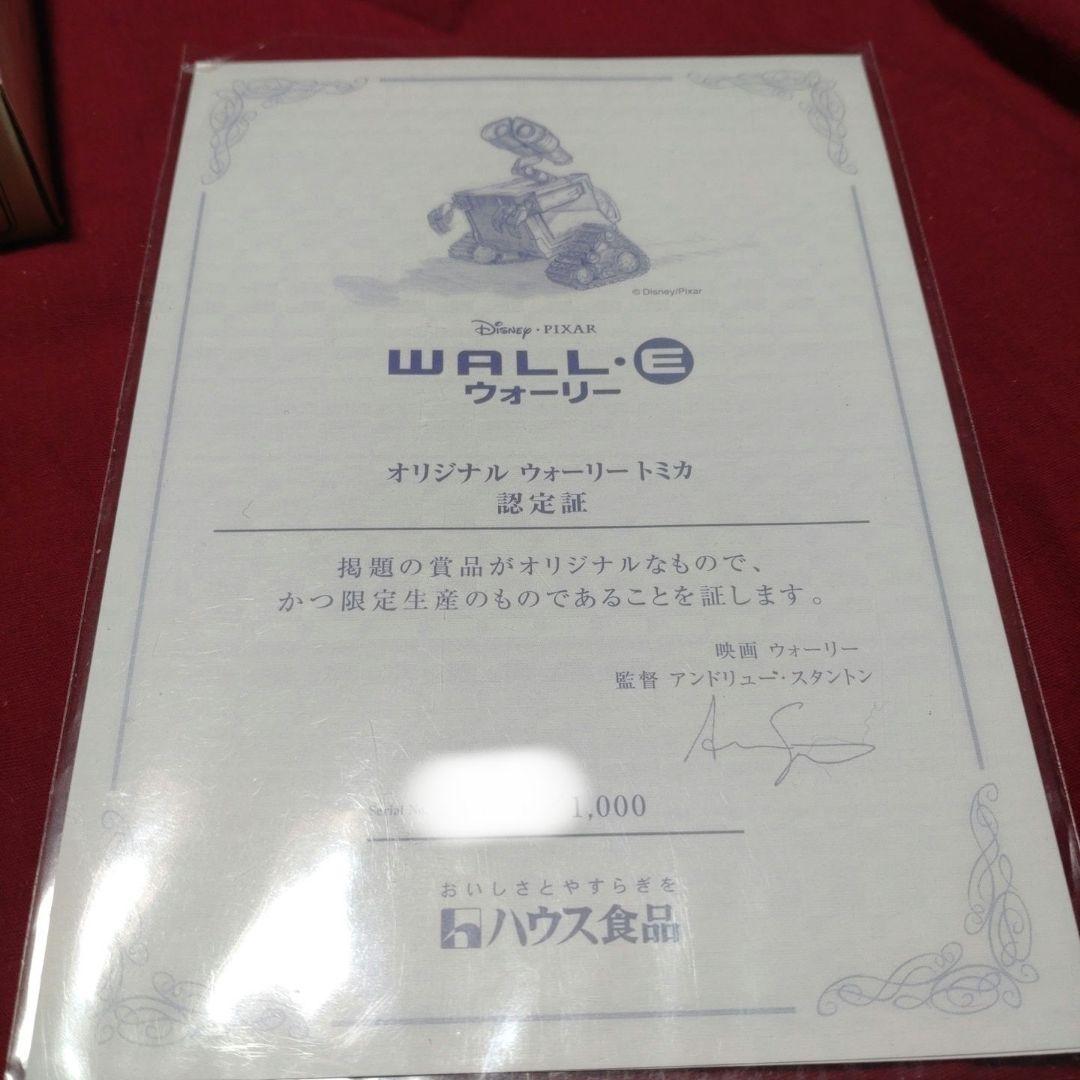 © Disney/Pixar
Disney・PIXAR
WALL・E
ウォーリー
オリジナル ウォーリートミカ
認定証
掲題の賞品がオリジナルなもので、
かつ限定生産のものであることを証します。
映画 ウォーリー
監督 アンドリュー・スタントン
Serial No. 1,000
おいしさとやすらぎを
ハウス食品